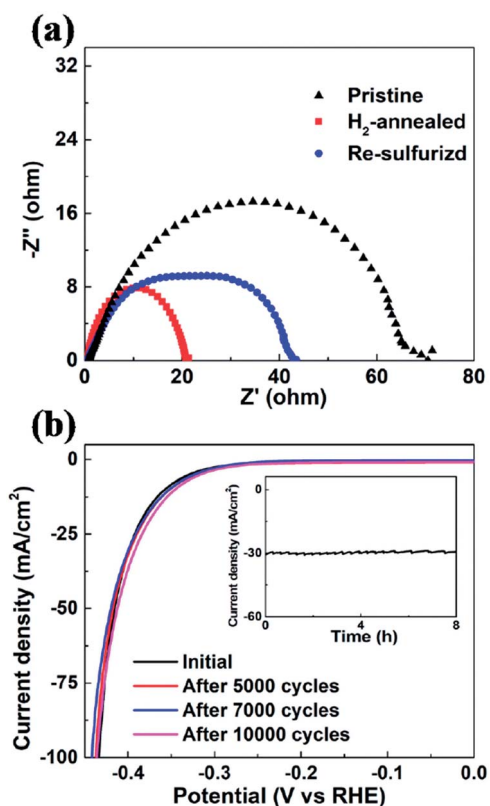 (a)
32
24
16
8
0
-Z'' (ohm)
Pristine
H₂-annealed
Re-sulfurizd
0 20 40 60 80
Z' (ohm)
(b)
0
-25
-50
-75
-100
Current density (mA/cm²)
0
-30
-60
Current density (mA/cm²)
0 4 8
Time (h)
Initial
After 5000 cycles
After 7000 cycles
After 10000 cycles
-0.4 -0.3 -0.2 -0.1 0.0
Potential (V vs RHE)